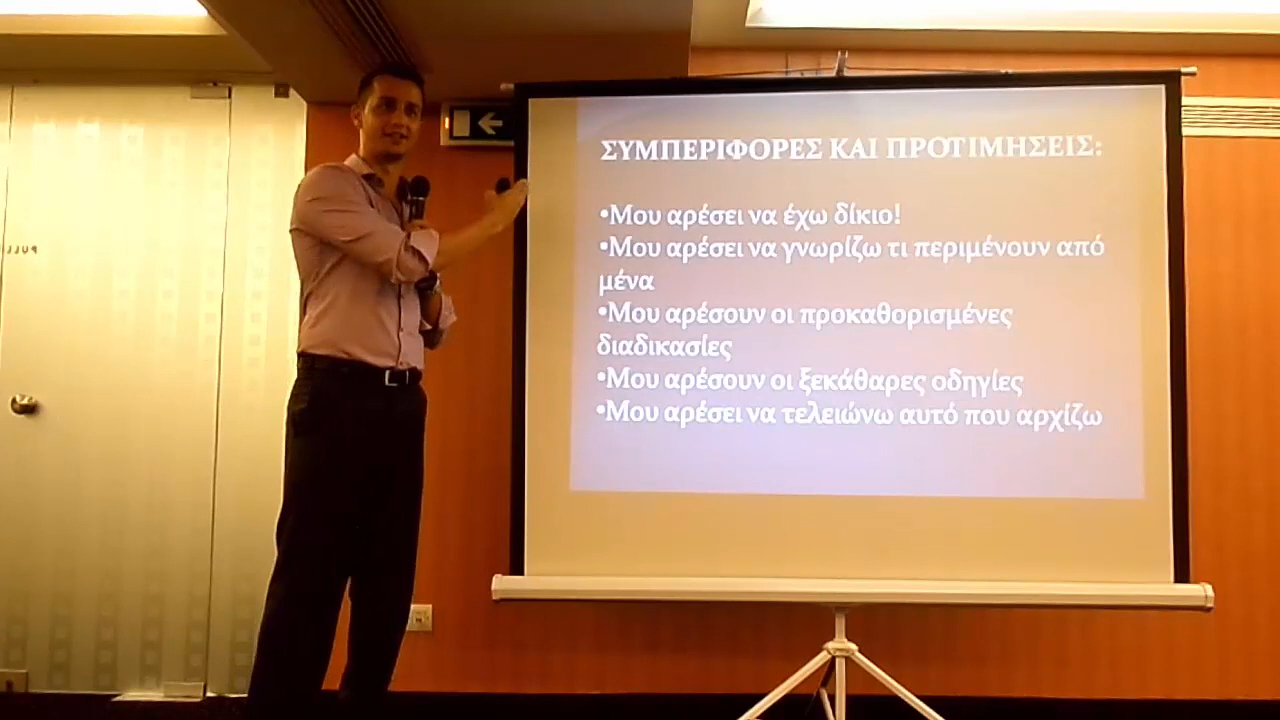 ΣΥΜΠΕΡΙΦΟΡΕΣ ΚΑΙ ΠΡΟΤΙΜΗΣΕΙΣ:
•Μου αρέσει να έχω δίκιο!
•Μου αρέσει να γνωρίζω τι περιμένουν από
μένα
•Μου αρέσουν οι προκαθορισμένες
διαδικασίες
•Μου αρέσουν οι ξεκάθαρες οδηγίες
•Μου αρέσει να τελειώνω αυτό που αρχίζω
PULL